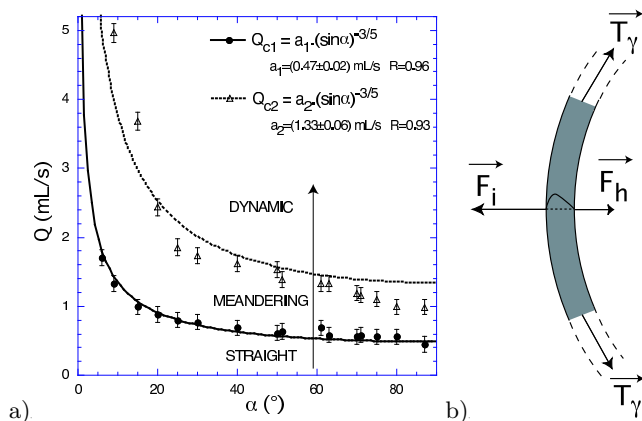 5
4
3
2
1
0
Q (mL/s)
Q_c1 = a_1.(sinα)^-3/5
a_1=(0.47±0.02) mL/s R=0.96
Q_c2 = a_2.(sinα)^-3/5
a_2=(1.33±0.06) mL/s R=0.93
DYNAMIC
MEANDERING
STRAIGHT
0 20 40 60 80
α (°)
a).
T_γ
F_i
F_h
T_γ
b).